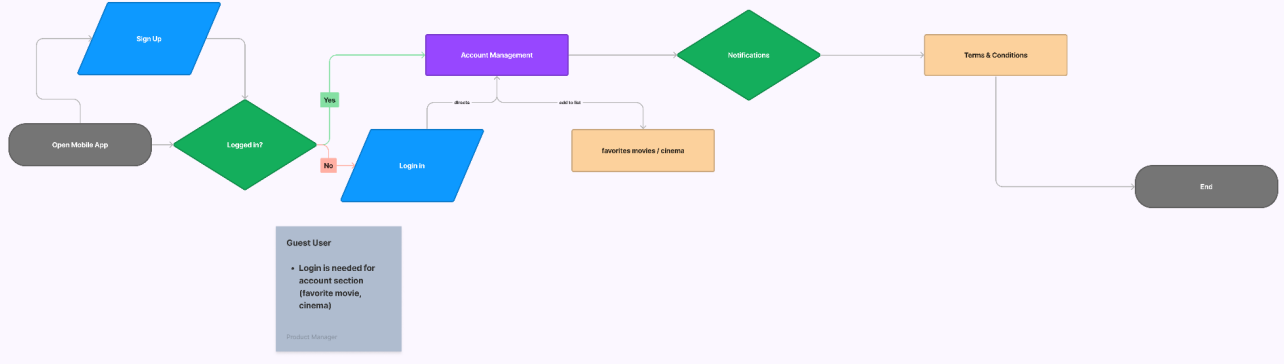 Sign Up
Account Management
Notifications
Terms & Conditions
Yes
directs
add to list
Open Mobile App
Logged in?
No
Login In
favorites movies / cinema
End
Guest User
• Login is needed for
account section
(favorite movie,
cinema)
Product Manager